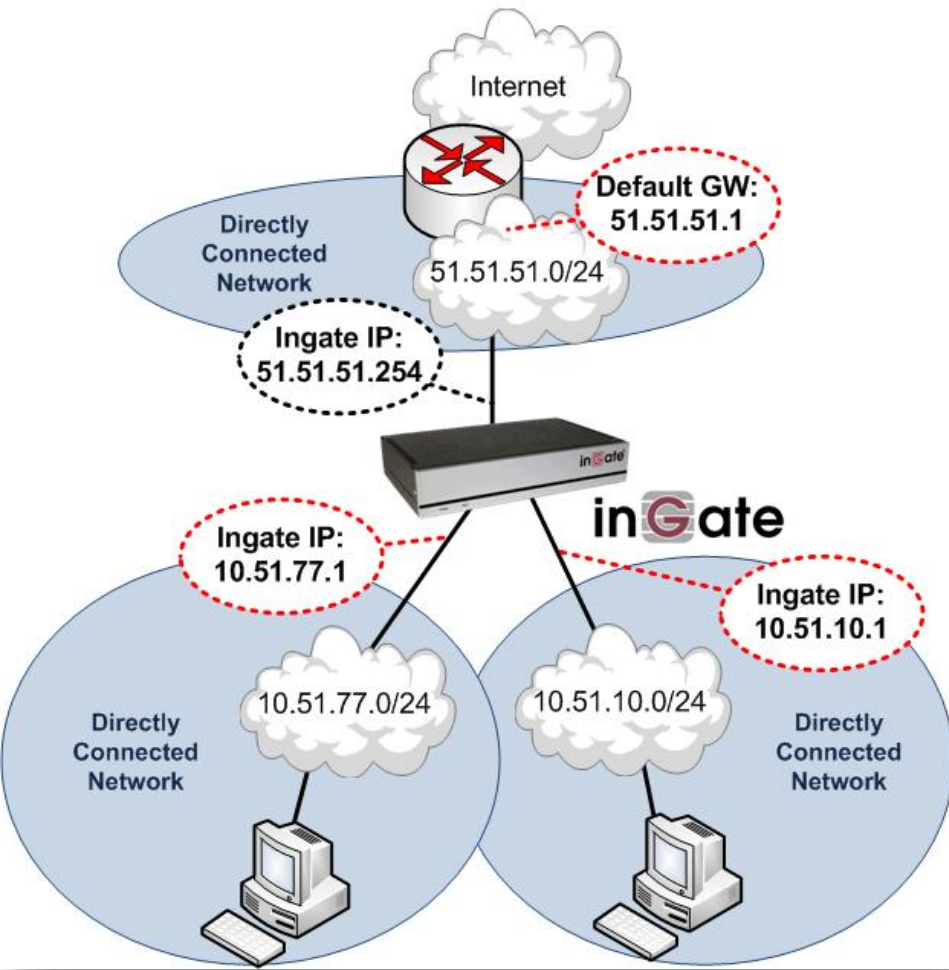 Internet
Default GW:
51.51.51.1
Directly
Connected
Network
51.51.51.0/24
Ingate IP:
51.51.51.254
inGate
inGate
Ingate IP:
10.51.77.1
Ingate IP:
10.51.10.1
10.51.77.0/24
10.51.10.0/24
Directly
Connected
Network
Directly
Connected
Network